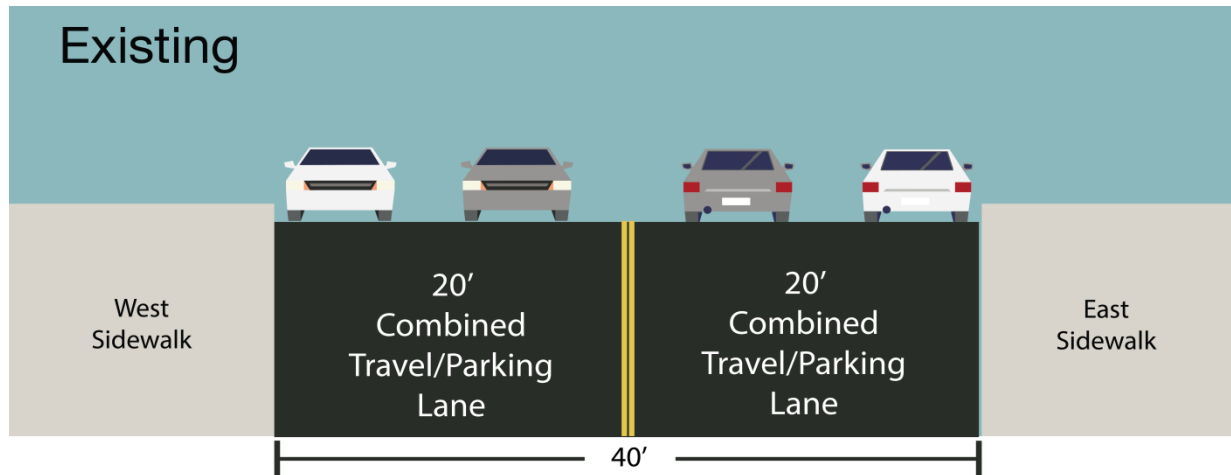 Existing
West
Sidewalk
20’
Combined
Travel/Parking
Lane
20’
Combined
Travel/Parking
Lane
East
Sidewalk
40’